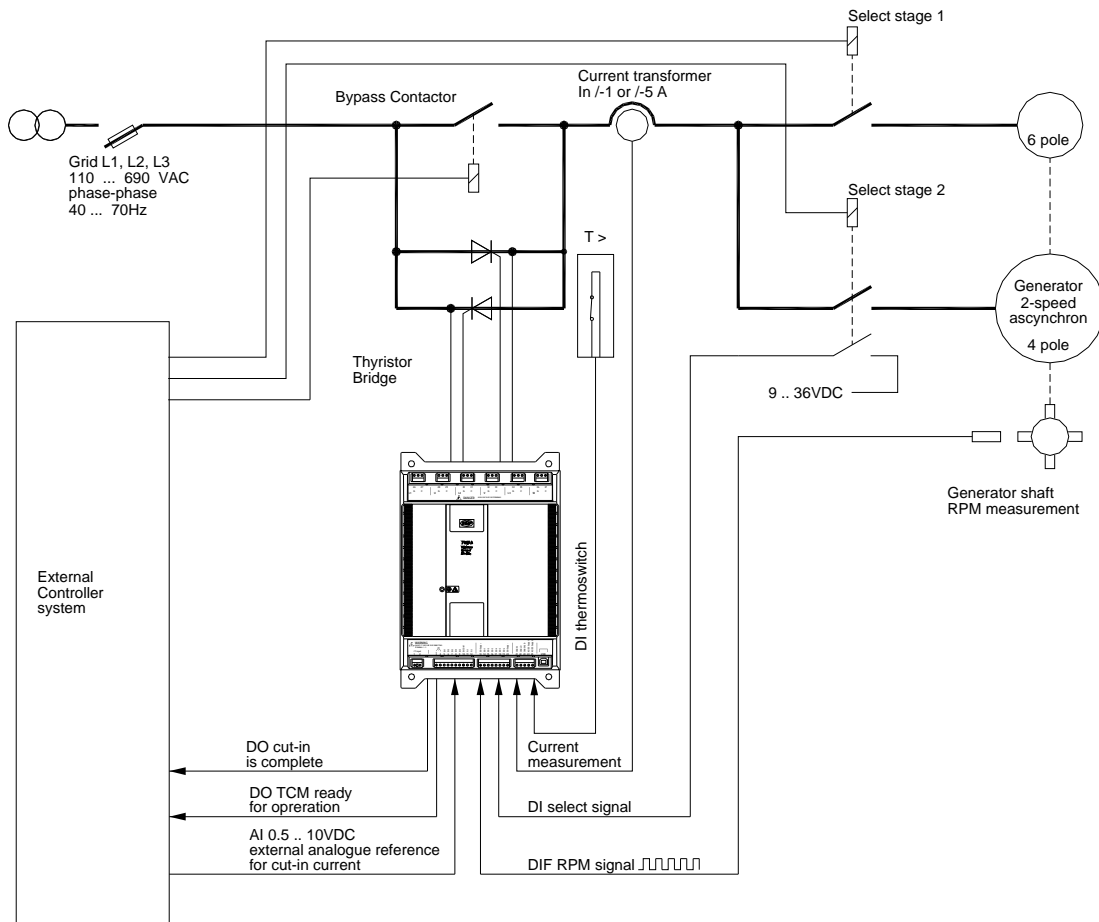 Select stage 1
Current transformer
In /-1 or /-5 A
Bypass Contactor
6 pole
Grid L1, L2, L3
110 ... 690 VAC
phase-phase
40 ... 70Hz
Select stage 2
T >
Generator
2-speed
ascynchron
4 pole
Thyristor
Bridge
9 .. 36VDC
Generator shaft
RPM measurement
External
Controller
system
DI thermoswitch
DO cut-in
is complete
Current
measurement
DO TCM ready
for opreration
DI select signal
AI 0.5 .. 10VDC
external analogue reference
for cut-in current
DIF RPM signal